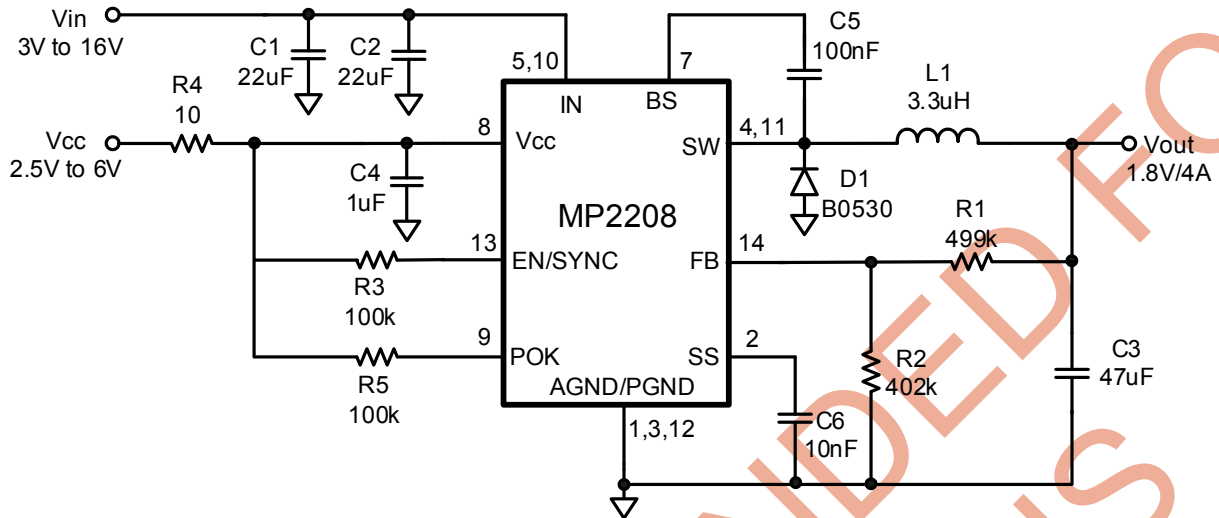 Vin
3V to 16V
C1
22uF
C2
22uF
5,10
7
C5
100nF
R4
10
IN
BS
L1
3.3uH
Vcc
2.5V to 6V
8
Vcc
SW
4,11
Vout
1.8V/4A
C4
1uF
D1
B0530
MP2208
13
EN/SYNC
FB
14
R1
499k
R3
100k
9
POK
SS
2
R2
402k
C3
47uF
R5
100k
AGND/PGND
1,3,12
C6
10nF